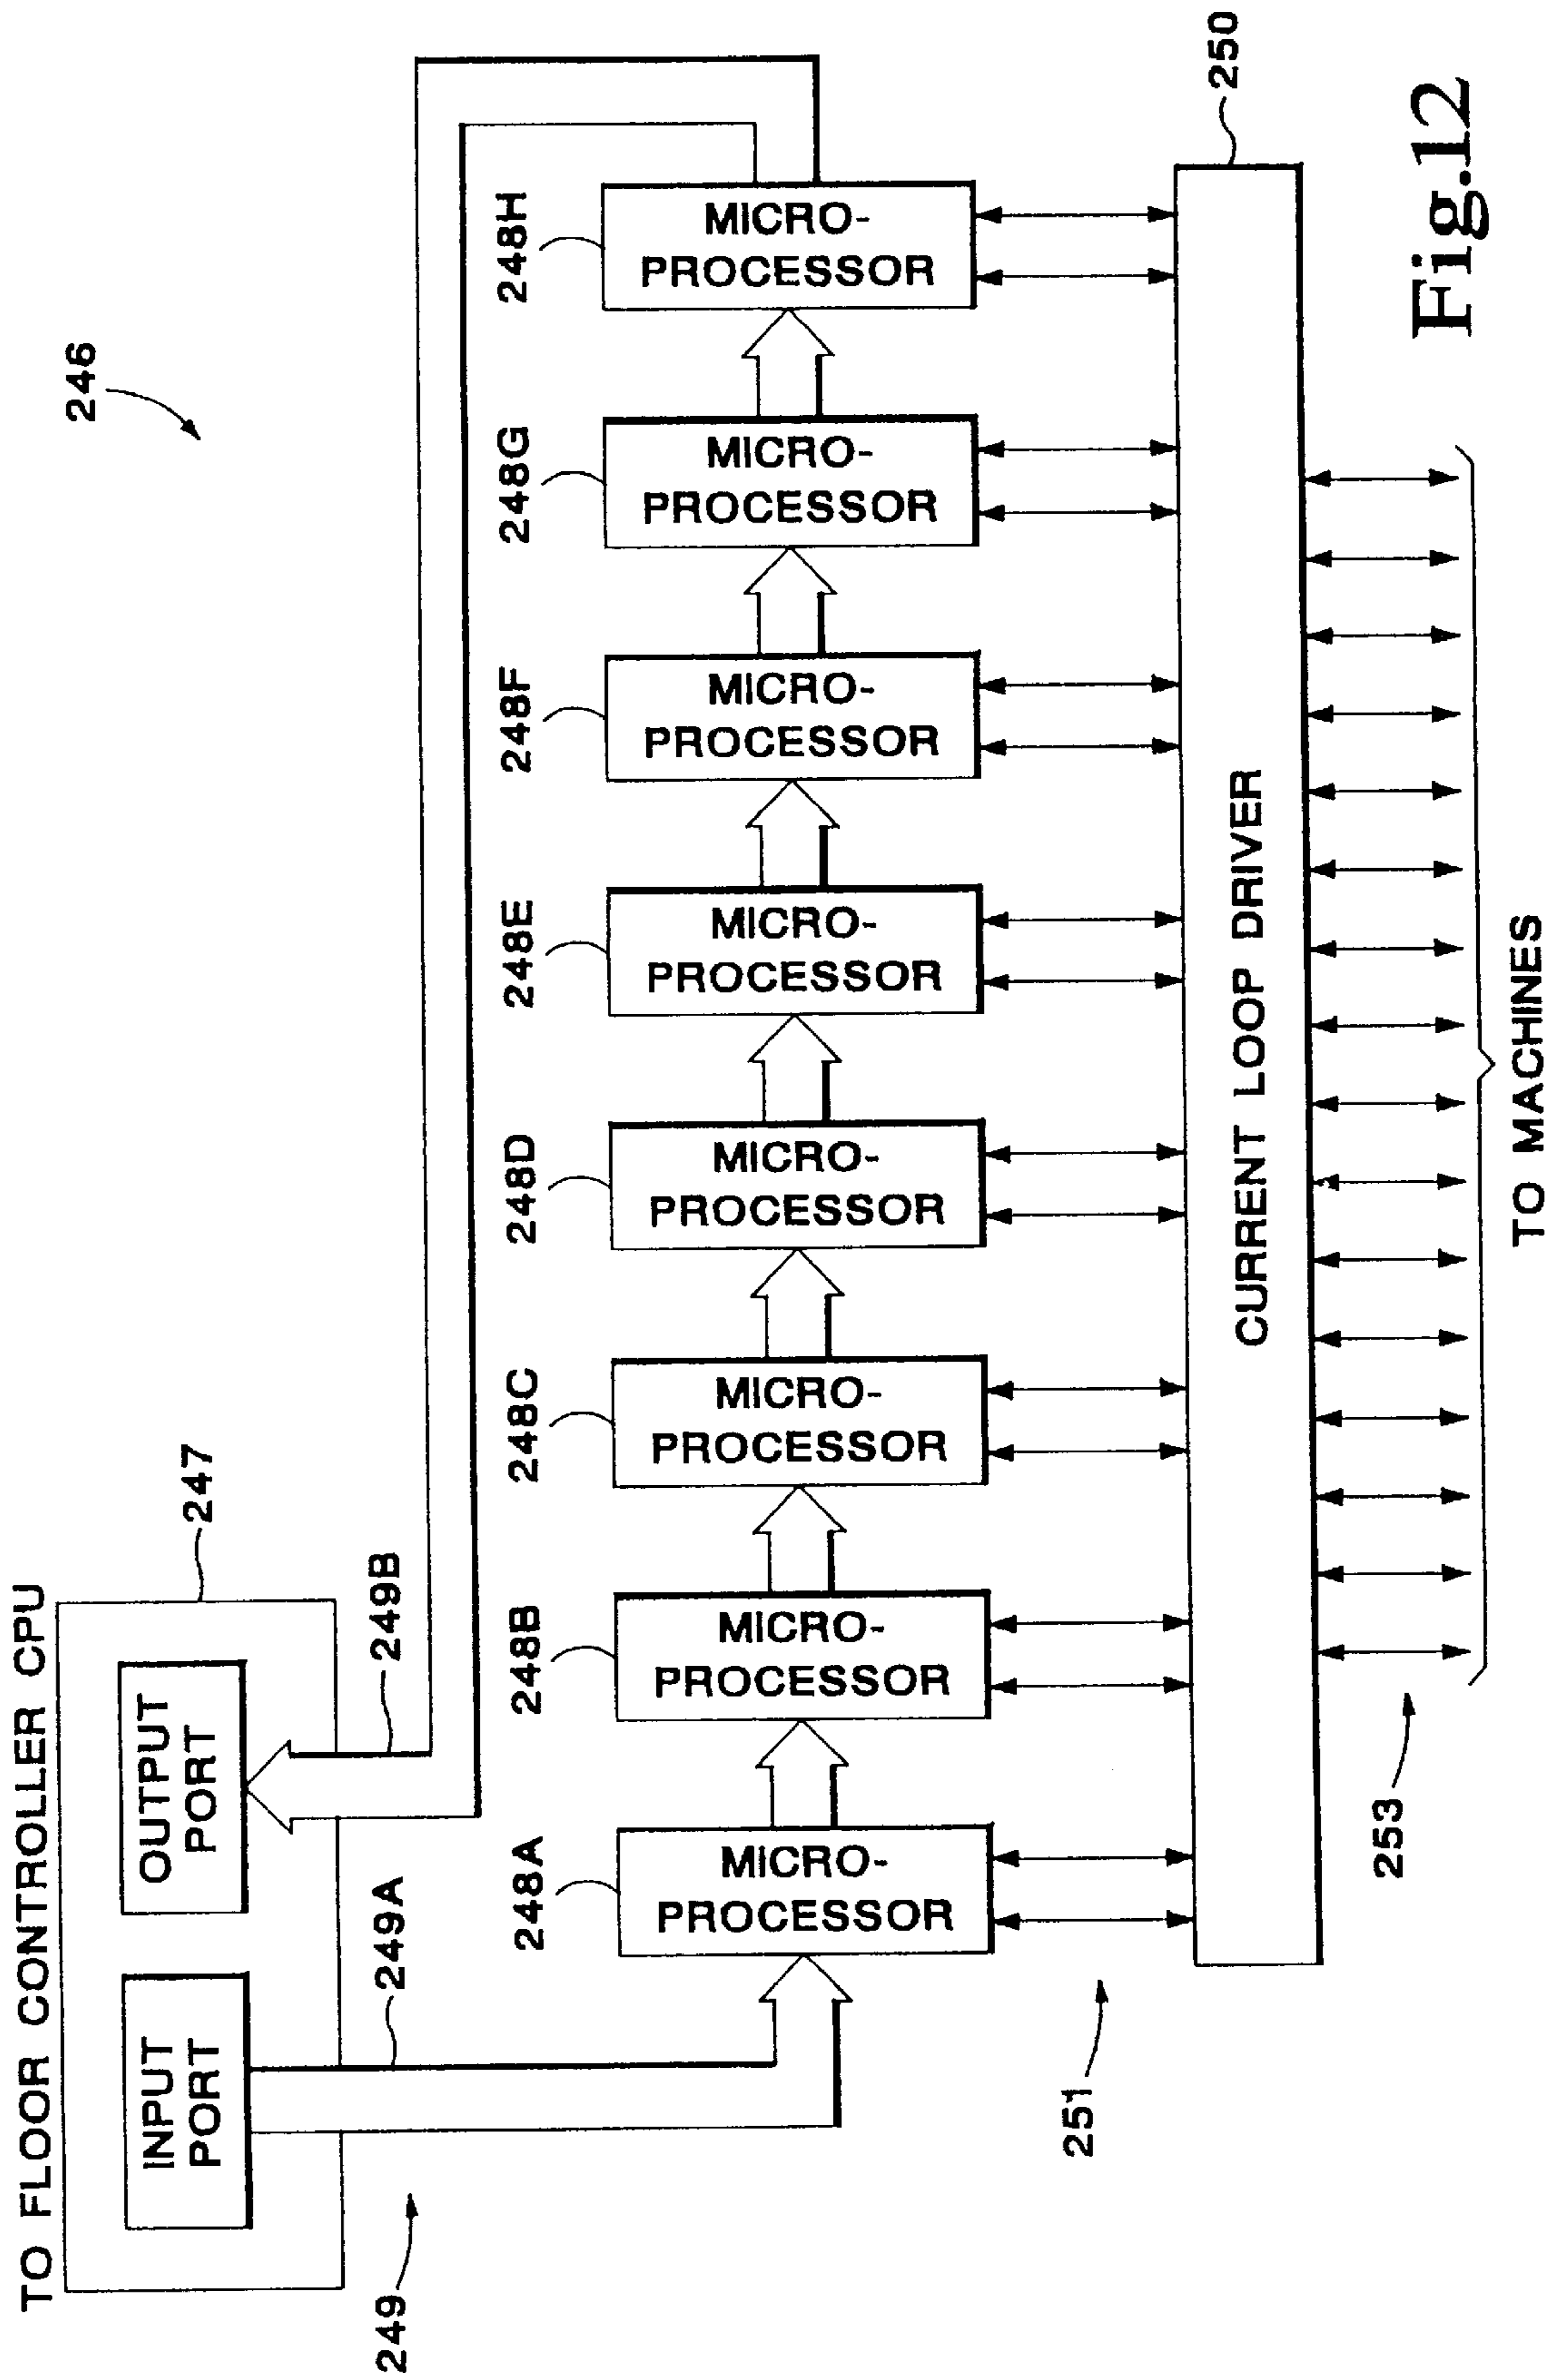 TO FLOOR CONTROLLER CPU
247
246
INPUT
PORT
OUTPUT
PORT
249
249A
249B
248A
248B
248C
248D
248E
248F
248G
248H
MICRO-
PROCESSOR
MICRO-
PROCESSOR
MICRO-
PROCESSOR
MICRO-
PROCESSOR
MICRO-
PROCESSOR
MICRO-
PROCESSOR
MICRO-
PROCESSOR
MICRO-
PROCESSOR
251
CURRENT LOOP DRIVER
250
253
TO MACHINES
Fig.12